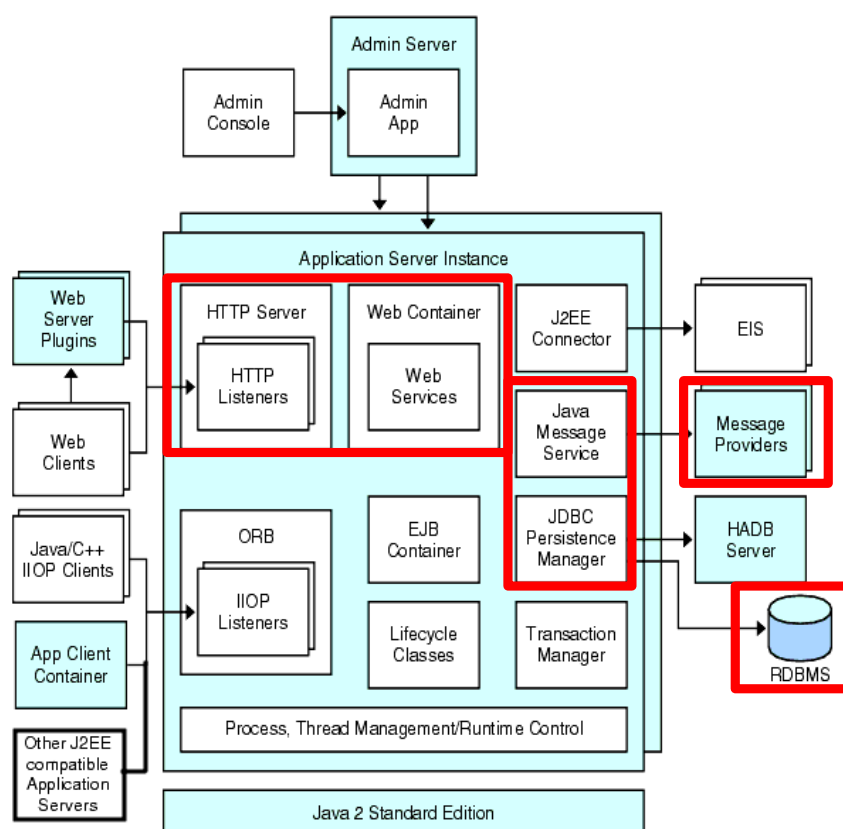 Admin Server
Admin
Console
Admin
App
Application Server Instance
Web
Server
Plugins
HTTP Server
HTTP
Listeners
Web Container
Web
Services
J2EE
Connector
EIS
Web
Clients
Java
Message
Service
Message
Providers
Java/C++
IIOP Clients
ORB
IIOP
Listeners
EJB
Container
JDBC
Persistence
Manager
HADB
Server
App Client
Container
Lifecycle
Classes
Transaction
Manager
RDBMS
Other J2EE
compatible
Application
Servers
Process, Thread Management/Runtime Control
Java 2 Standard Edition